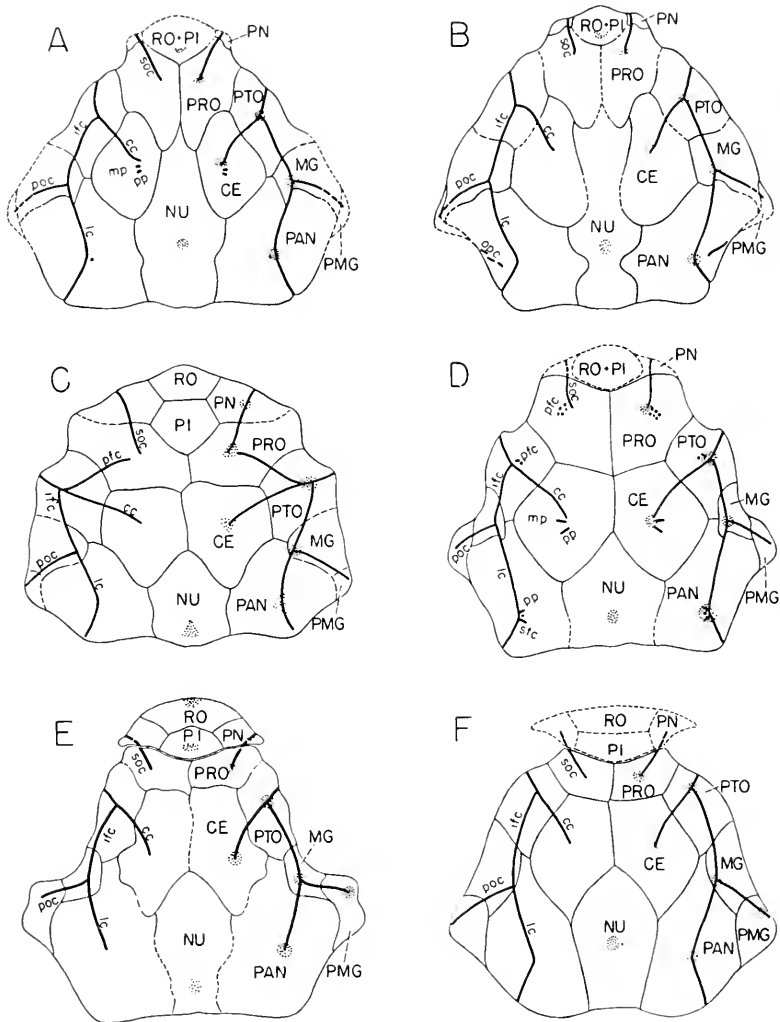 A
RO·PI
PN
soc
PRO
PTO
ifc
cc
mp
pp
CE
MG
poc
NU
lc
PAN
PMG
B
RO·PI
PN
soc
PRO
PTO
ifc
cc
MG
CE
poc
NU
lc
opc
PAN
PMG
C
RO
PN
PI
soc
PRO
pfc
ifc
cc
PTO
CE
MG
poc
lc
NU
PAN
PMG
D
RO·PI
PN
soc
pfc
PRO
PTO
pfc
ifc
cc
MG
CE
mp
pp
poc
lc
NU
PAN
pp
stc
PMG
E
RO
PI
PN
soc
PRO
CE
PTO
ifc
cc
MG
poc
lc
NU
PAN
PMG
F
RO
PN
PI
soc
PRO
PTO
ifc
cc
CE
MG
poc
PMG
lc
NU
PAN